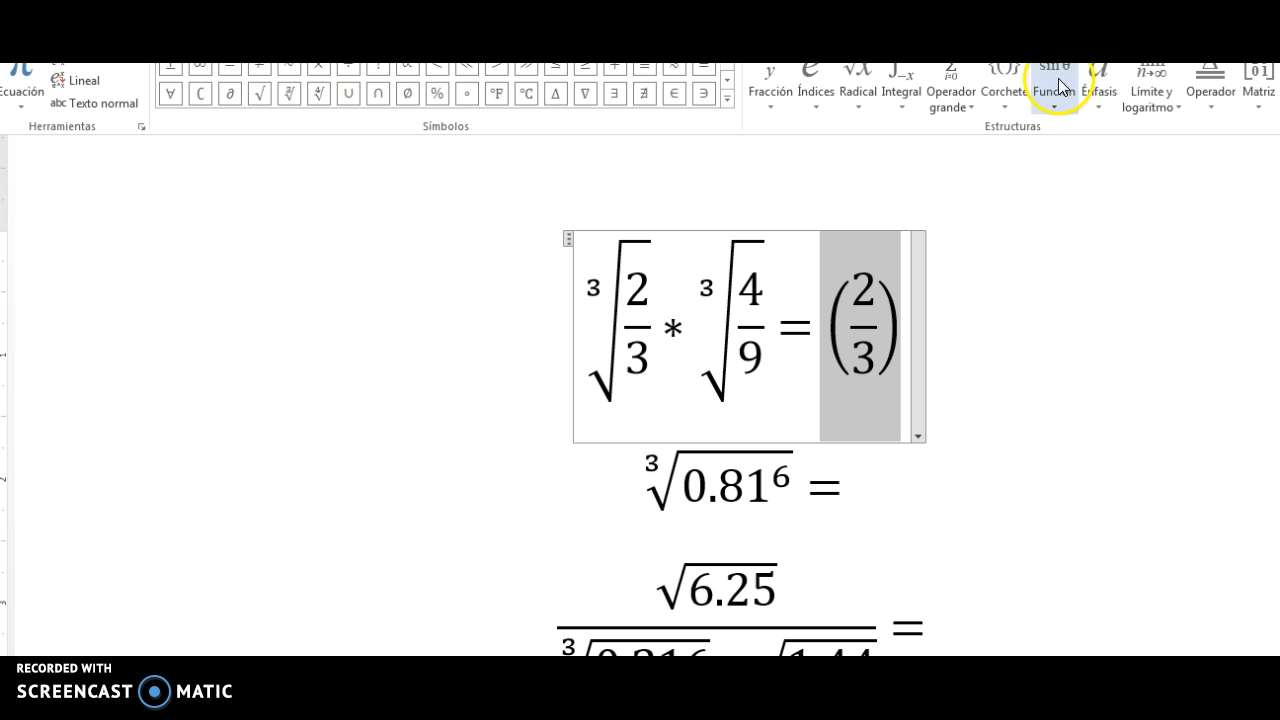 Ecuación
Lineal
abc Texto normal
Herramientas
∀ ∁ ∂ √ ∛ ∜ ∪ ∩ ∅ % ° °F °C ∆ ∇ ∃ ∄ ∈ ∋
Símbolos
Fracción Índices Radical Integral Operador grande Corchete Función Énfasis Límite y logaritmo Operador Matriz
Estructuras
∛(2/3) * ∛(4/9) = (2/3)
∛(0.81⁶) =
√6.25
=
RECORDED WITH
SCREENCAST MATIC